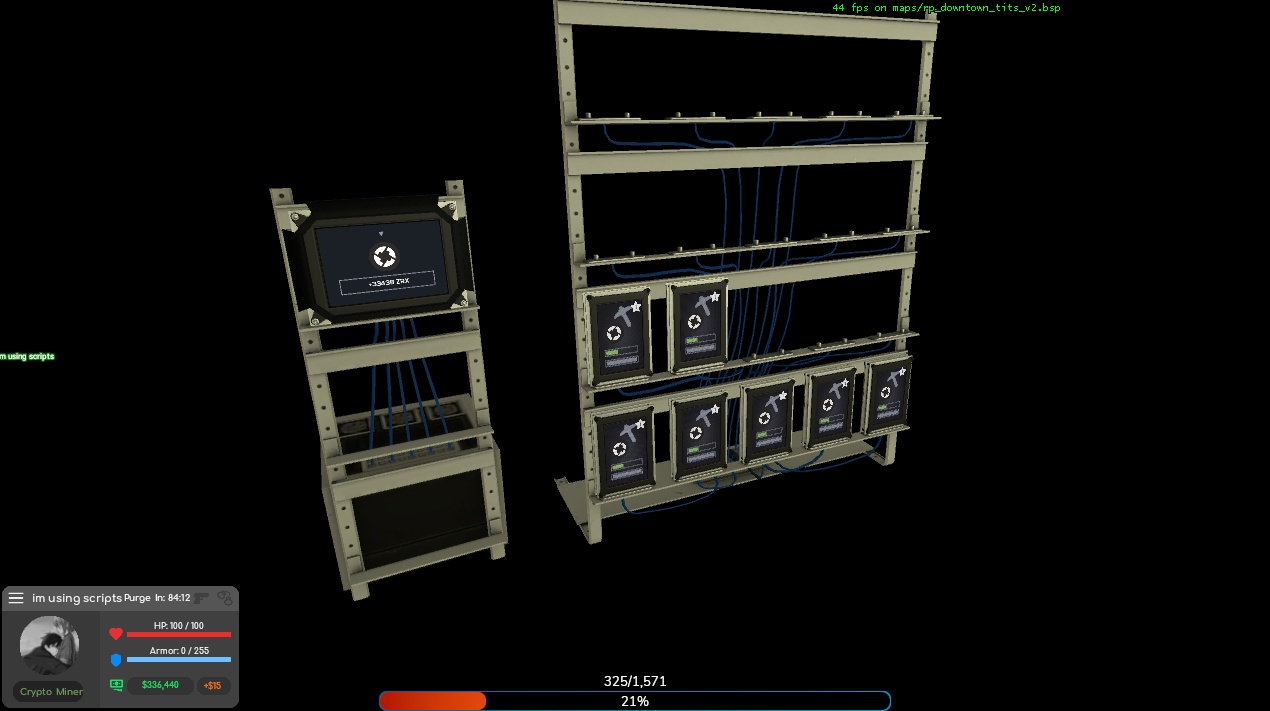 44 fps on maps/rp_downtown_tits_v2.bsp
m using scripts
im using scripts Purge In: 84:12
HP: 100 / 100
Armor: 0 / 255
Crypto Miner
$336,440
+$15
325/1,571
21%